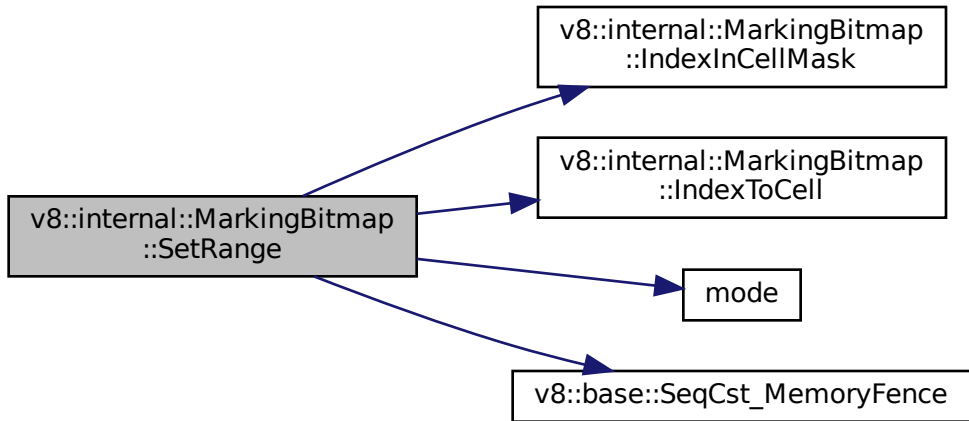 v8::internal::MarkingBitmap
::SetRange
v8::internal::MarkingBitmap
::IndexInCellMask
v8::internal::MarkingBitmap
::IndexToCell
mode
v8::base::SeqCst_MemoryFence